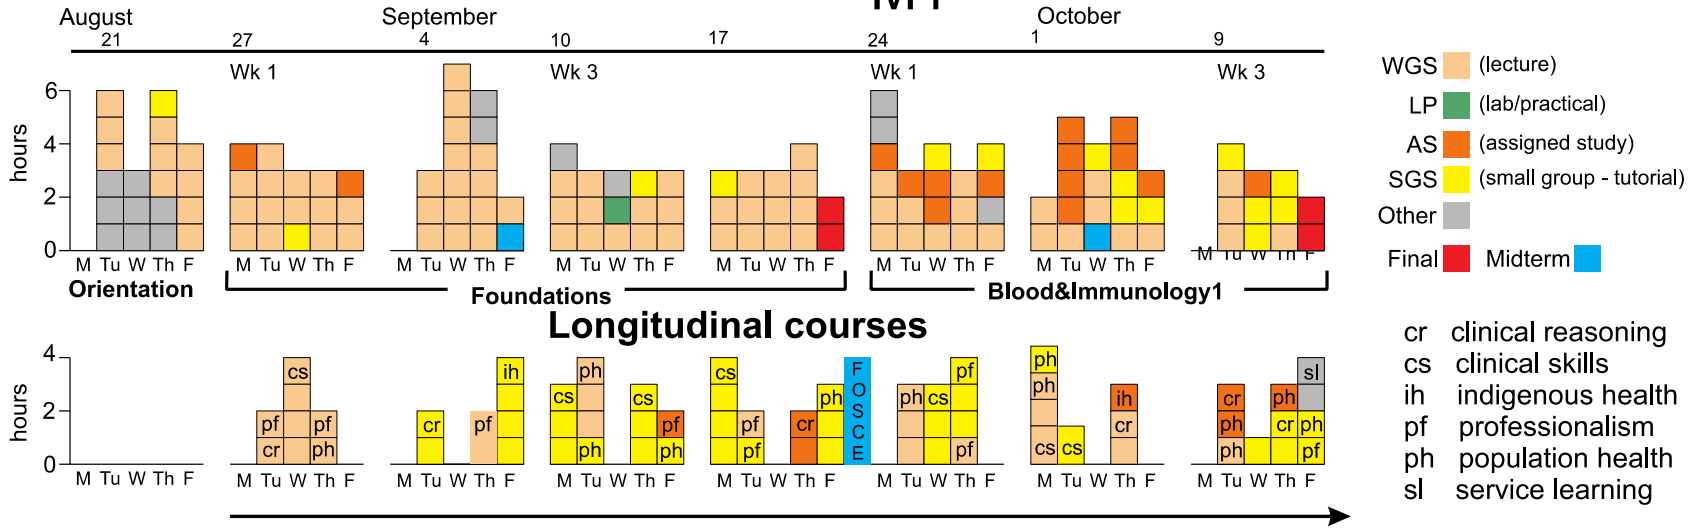 M1
August September October
21 27 4 10 17 24 1 9
Wk 1 Wk 3 Wk 1 Wk 3
hours
6
4
2
0
M Tu W Th F M Tu W Th F M Tu W Th F M Tu W Th F M Tu W Th F M Tu W Th F M Tu W Th F M Tu W Th F
Orientation Foundations Blood&Immunology1
WGS (lecture)
LP (lab/practical)
AS (assigned study)
SGS (small group - tutorial)
Other
Final Midterm
Longitudinal courses
hours
4
2
0
cs
pf pf
cr ph
ih
cr pf
ph
cs cs
pf
ph ph
cs
ph
pf cr
pf
F
O
S
C
E
pf
ph cs
pf
ph
ph
cs cs
ih
cr
sl
cr ph
ph cr ph
ph pf
M Tu W Th F M Tu W Th F M Tu W Th F M Tu W Th F M Tu W Th F M Tu W Th F M Tu W Th F M Tu W Th F
cr clinical reasoning
cs clinical skills
ih indigenous health
pf professionalism
ph population health
sl service learning